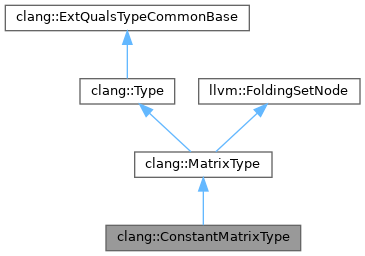 clang::ExtQualsTypeCommonBase
clang::Type
llvm::FoldingSetNode
clang::MatrixType
clang::ConstantMatrixType